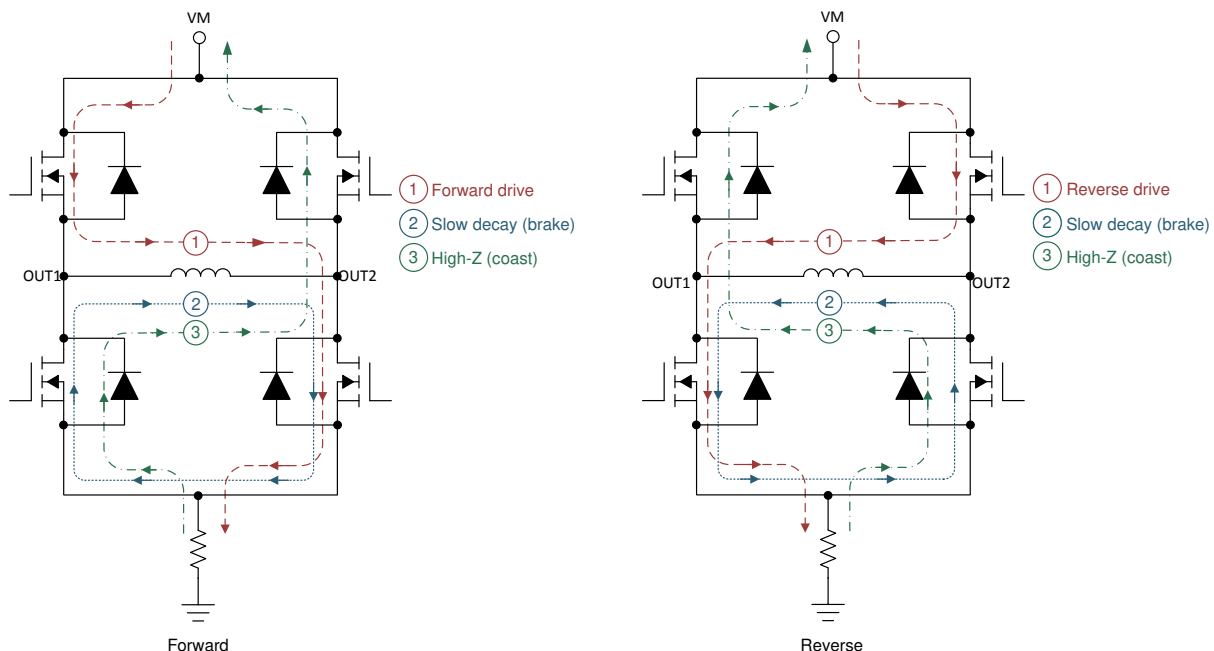 VM
1 Forward drive
2 Slow decay (brake)
3 High-Z (coast)
1
OUT1
OUT2
2
3
Forward
VM
1 Reverse drive
2 Slow decay (brake)
3 High-Z (coast)
1
OUT1
OUT2
2
3
Reverse